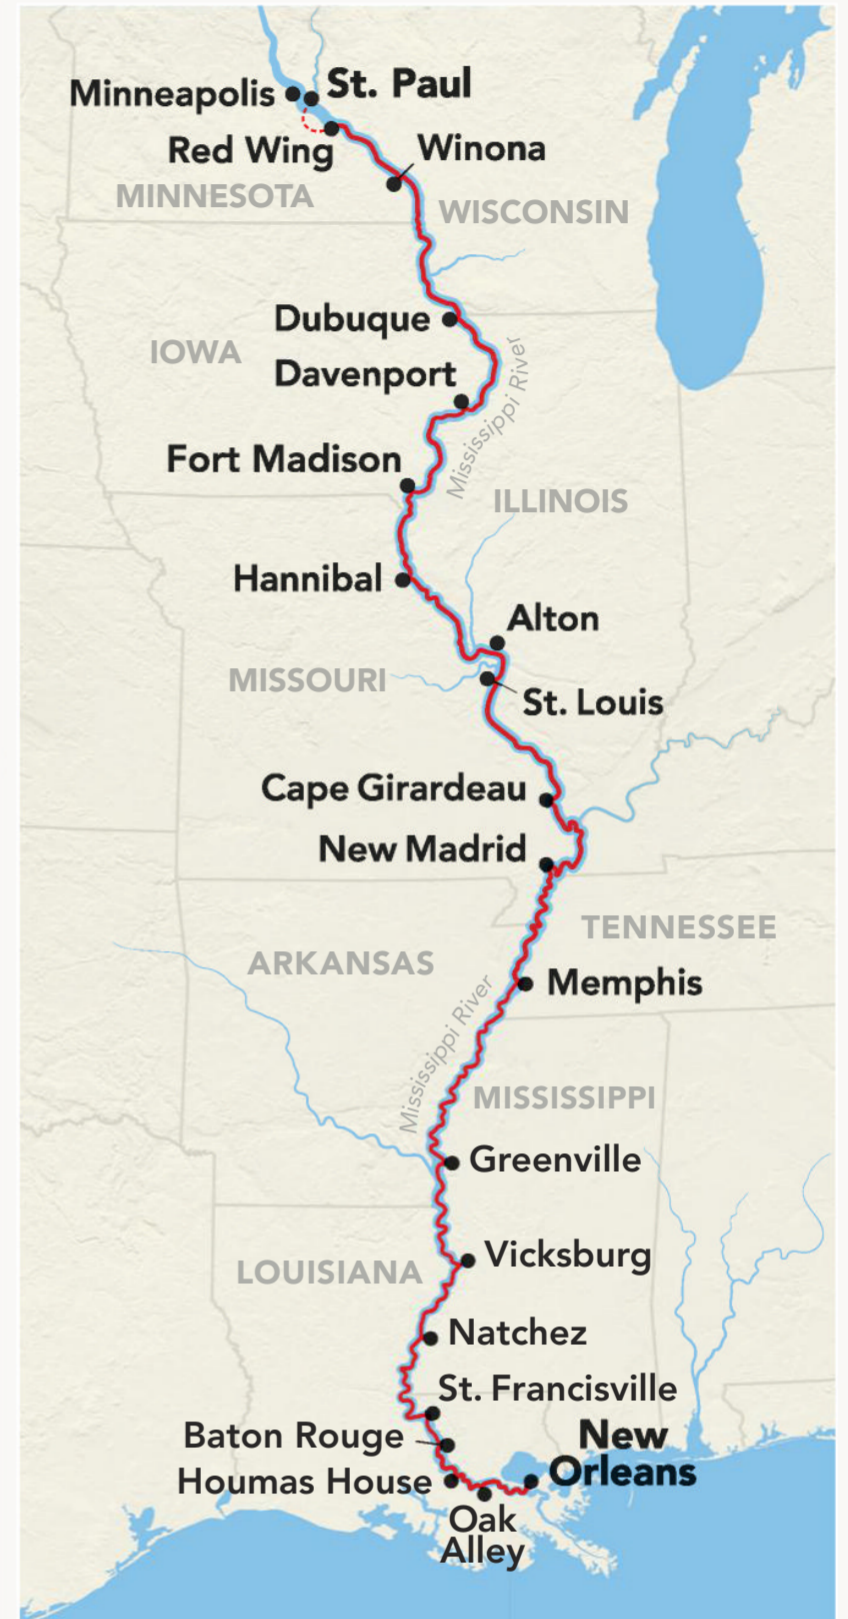 Minneapolis
St. Paul
Red Wing
Winona
MINNESOTA
WISCONSIN
Dubuque
IOWA
Davenport
Mississippi River
Fort Madison
ILLINOIS
Hannibal
Alton
MISSOURI
St. Louis
Cape Girardeau
New Madrid
TENNESSEE
ARKANSAS
Memphis
Mississippi River
MISSISSIPPI
Greenville
Vicksburg
LOUISIANA
Natchez
St. Francisville
Baton Rouge
New
Orleans
Houmas House
Oak
Alley